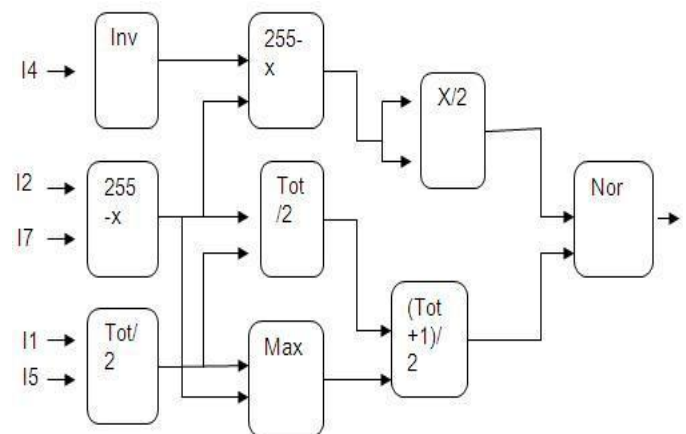 Inv
255-
x
I4
X/2
I2
255
-x
Tot
/2
Nor
I7
(Tot
+1)/
2
I1
Tot/
2
Max
I5